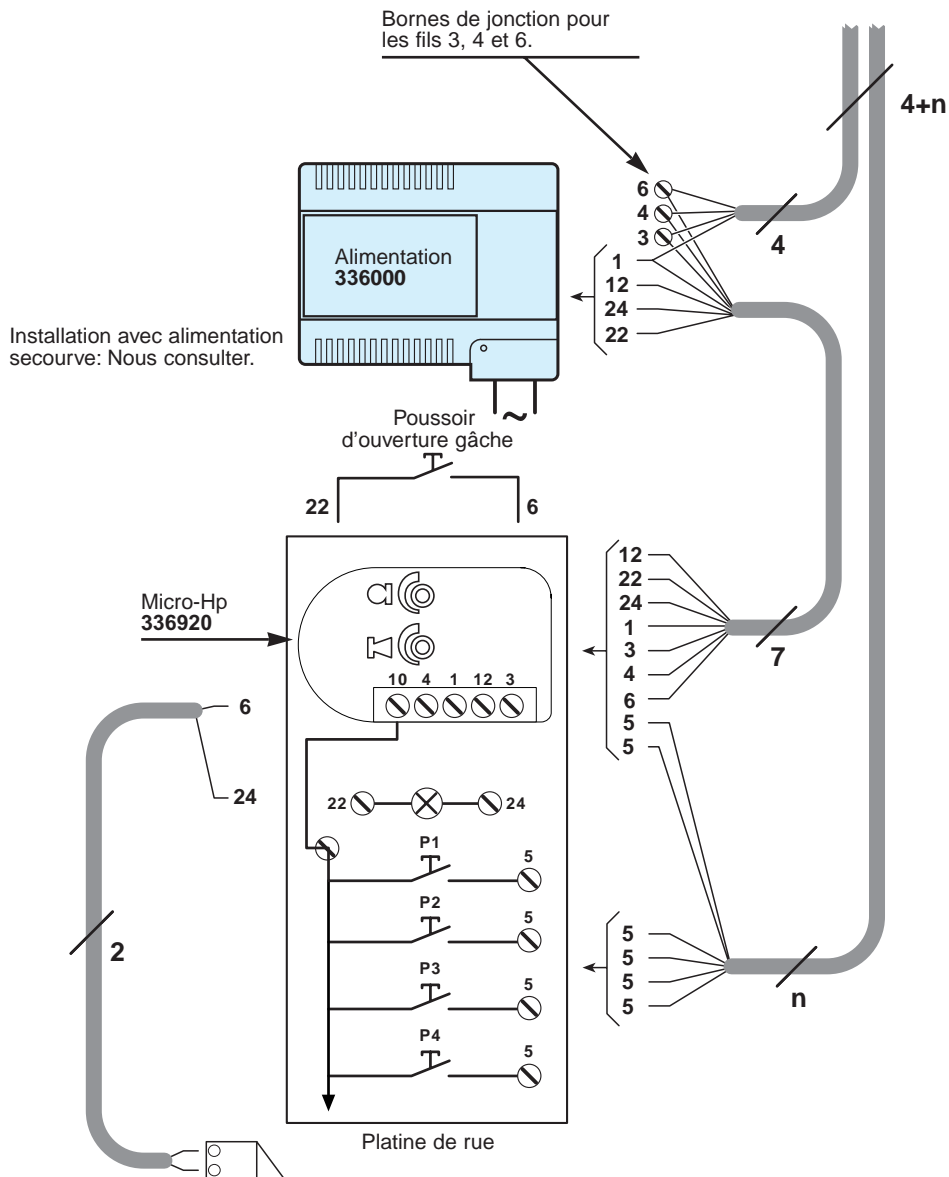 Bornes de jonction pour
les fils 3, 4 et 6.
4+n
6
4
3
4
1
12
24
22
Alimentation
336000
Installation avec alimentation
secourve: Nous consulter.
~
Poussoir
d'ouverture gâche
22
6
12
22
24
1
3
4
6
5
5
7
Micro-Hp
336920
10 4 1 12 3
6
24
22
24
P1
5
P2
5
P3
5
P4
5
2
5
5
5
5
n
Platine de rue